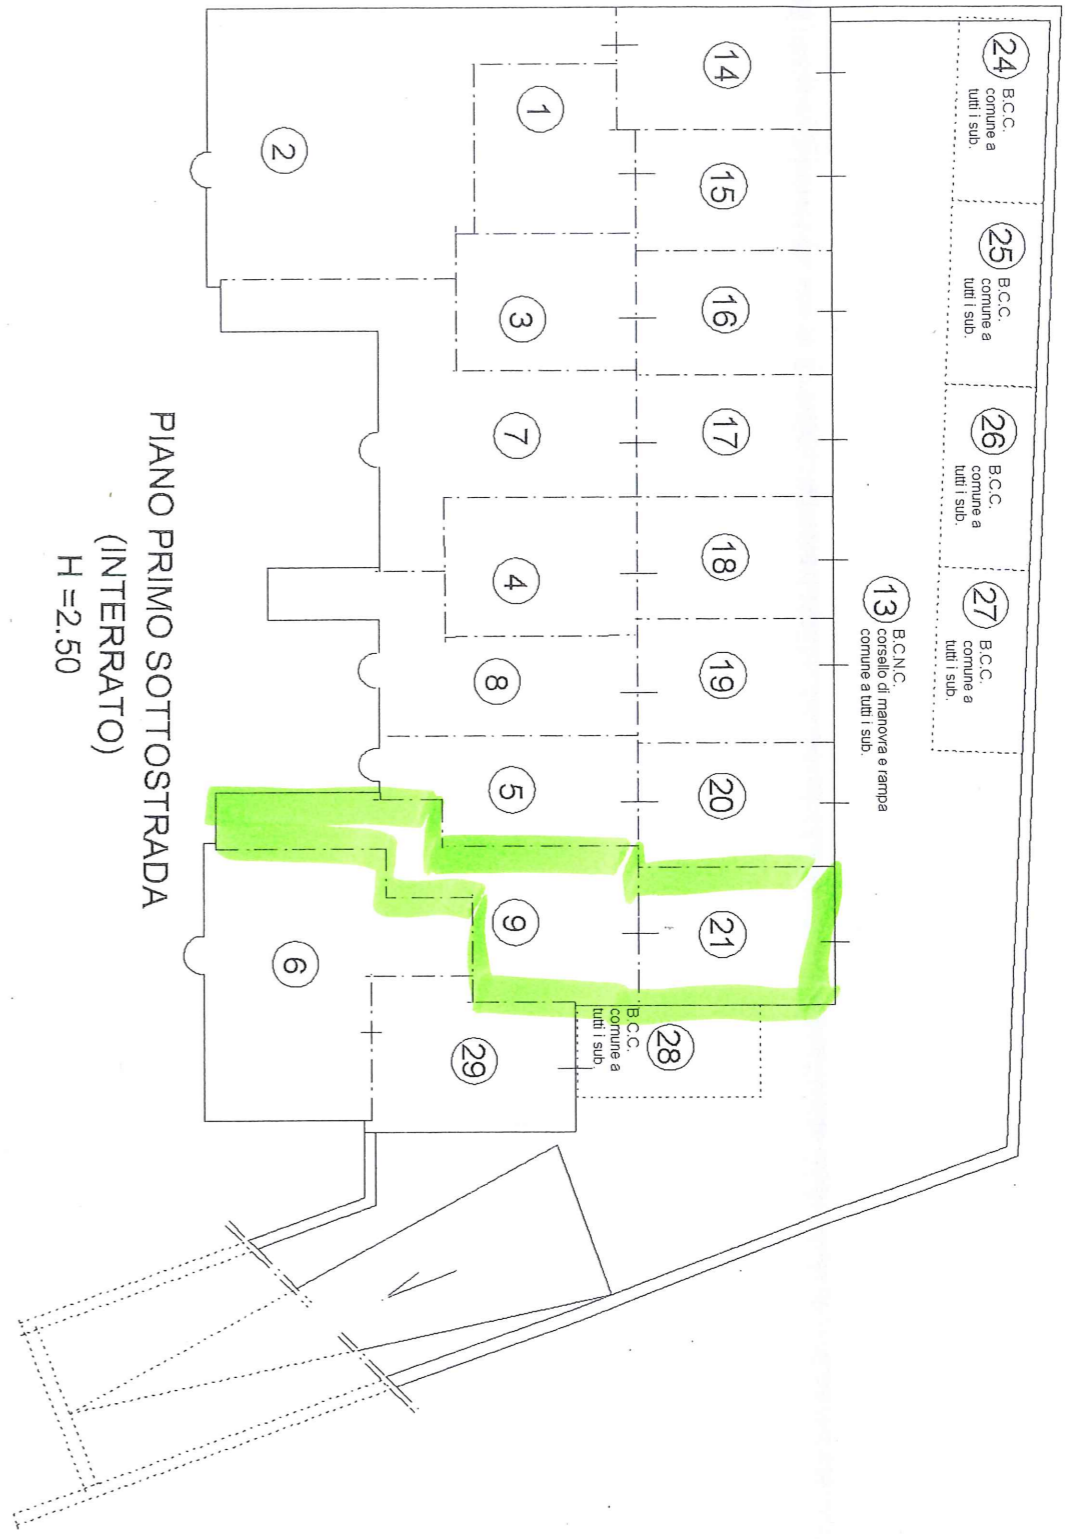 24 B.C.C.
comune a
tutti i sub.
25 B.C.C.
comune a
tutti i sub.
26 B.C.C.
comune a
tutti i sub.
27 B.C.C.
comune a
tutti i sub.
13 B.C.N.C.
corsello di manovra e rampa
comune a tutti i sub.
14
15
16
17
18
19
20
21
28
B.C.C.
comune a
tutti i sub
1
3
7
4
8
5
9
29
2
6
PIANO PRIMO SOTTOSTRADA
(INTERRATO)
H =2.50